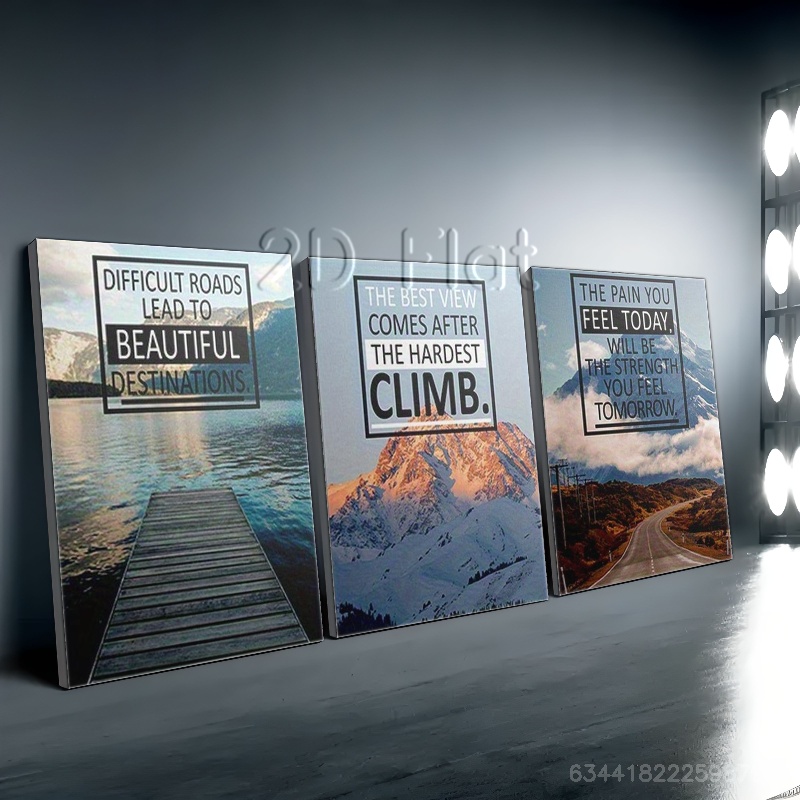 2D Flat
DIFFICULT ROADS
LEAD TO
BEAUTIFUL
DESTINATIONS.
THE BEST VIEW
COMES AFTER
THE HARDEST
CLIMB.
THE PAIN YOU
FEEL TODAY,
WILL BE
THE STRENGTH
YOU FEEL
TOMORROW.